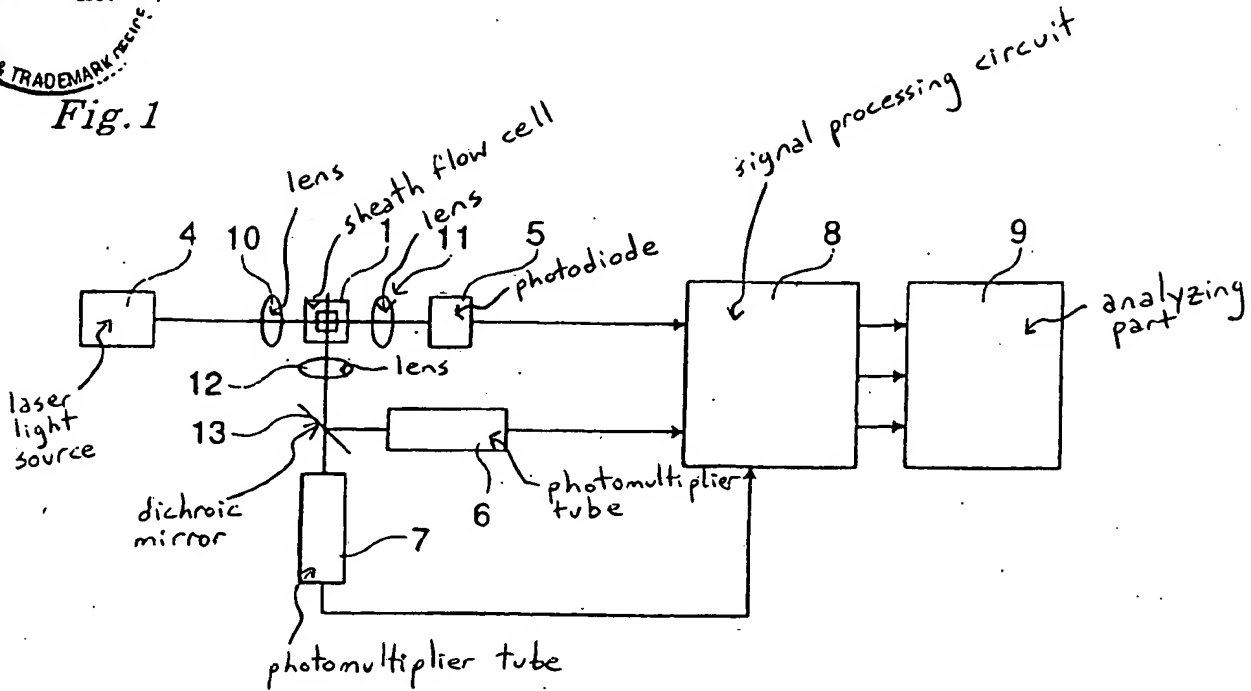 & TRADEMARK
Fig. 1
signal processing circuit
lens
sheath flow cell
lens
4
10
1
11
5
photodiode
8
9
analyzing
part
12
lens
laser
light
source
13
6
photomultiplier
tube
dichroic
mirror
7
photomultiplier tube